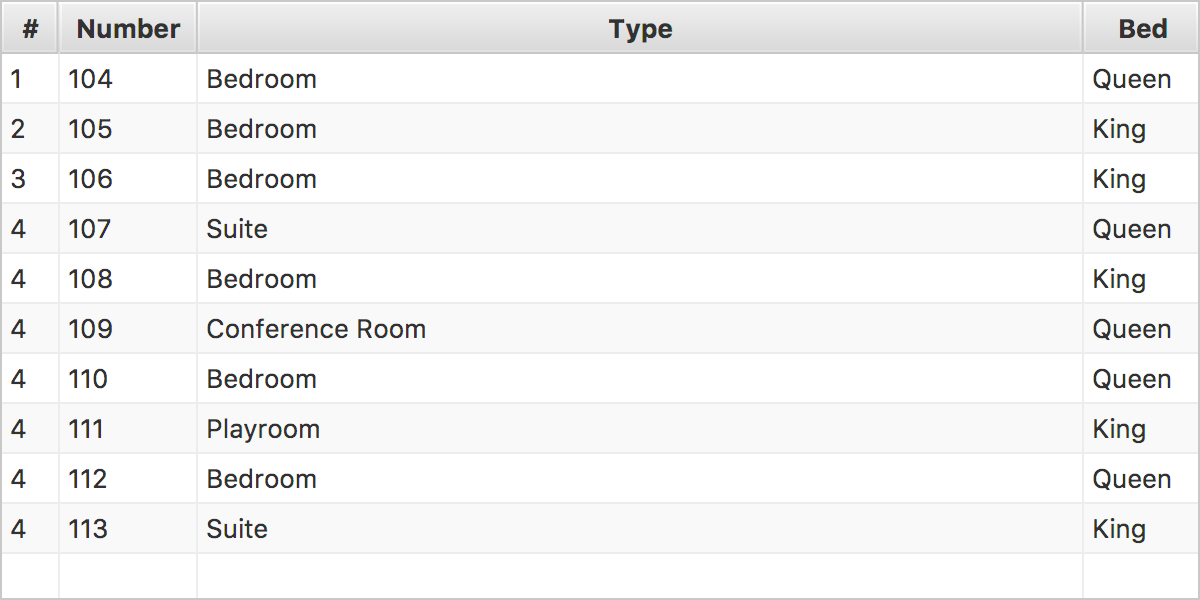 # Number Type Bed
1 104 Bedroom Queen
2 105 Bedroom King
3 106 Bedroom King
4 107 Suite Queen
4 108 Bedroom King
4 109 Conference Room Queen
4 110 Bedroom Queen
4 111 Playroom King
4 112 Bedroom Queen
4 113 Suite King